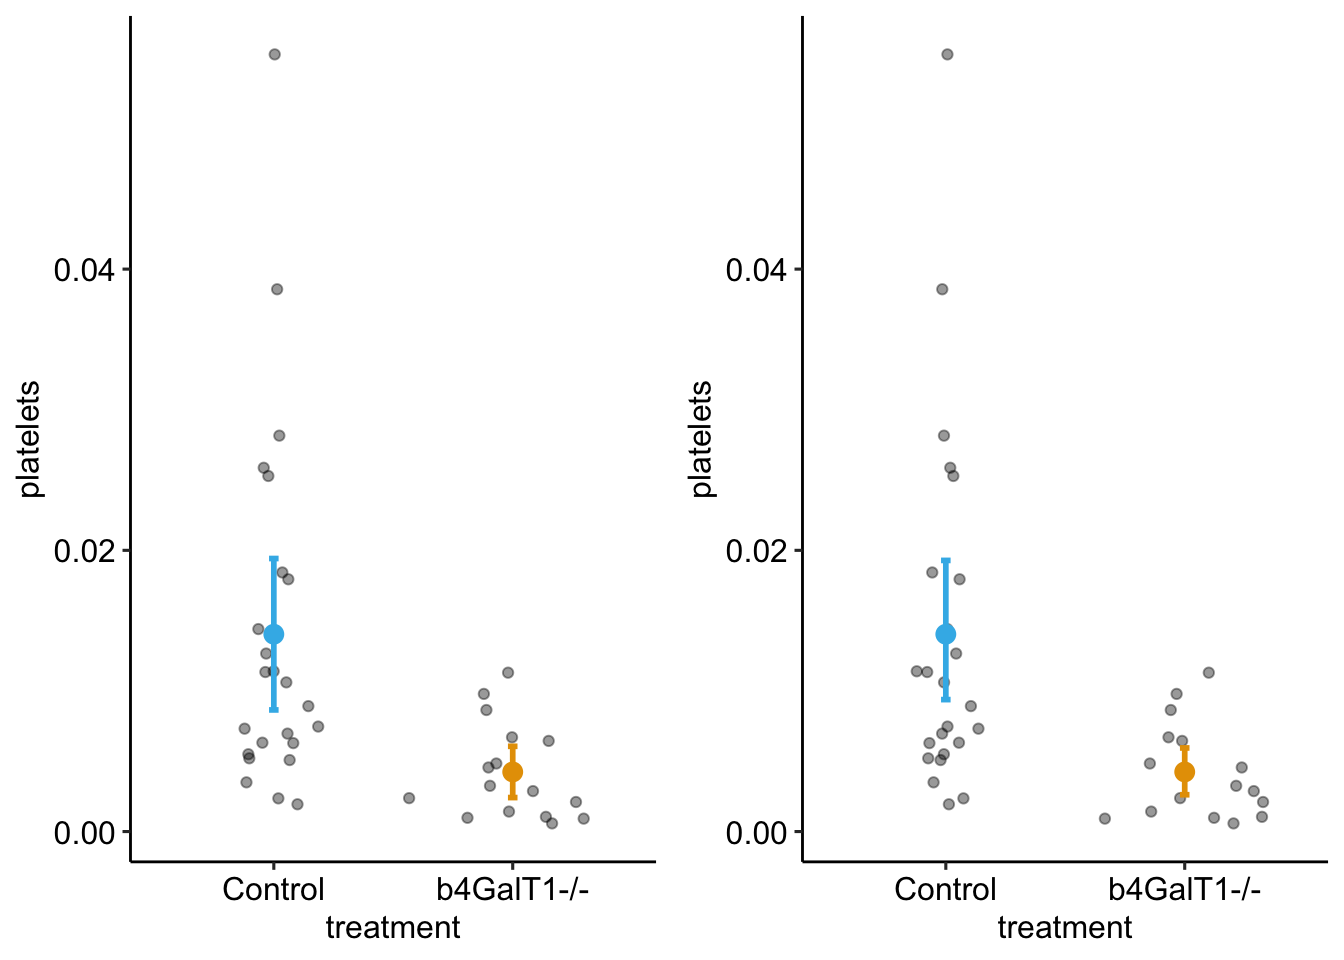 platelets
0.04
0.02
0.00
Control b4GalT1-/-
treatment
platelets
0.04
0.02
0.00
Control b4GalT1-/-
treatment